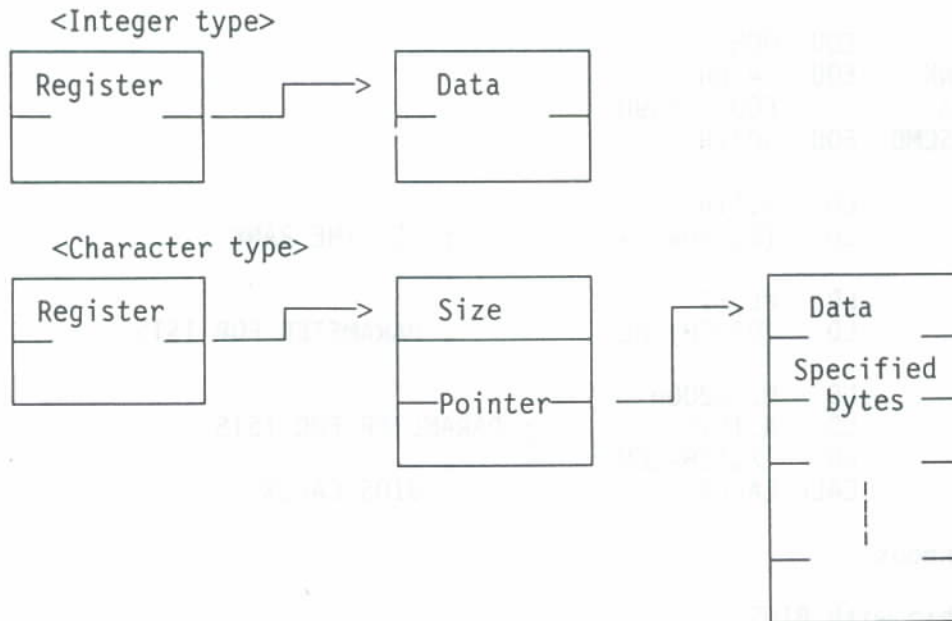 <Integer type>
Register
Data
<Character type>
Register
Size
Pointer
Data
Specified
bytes